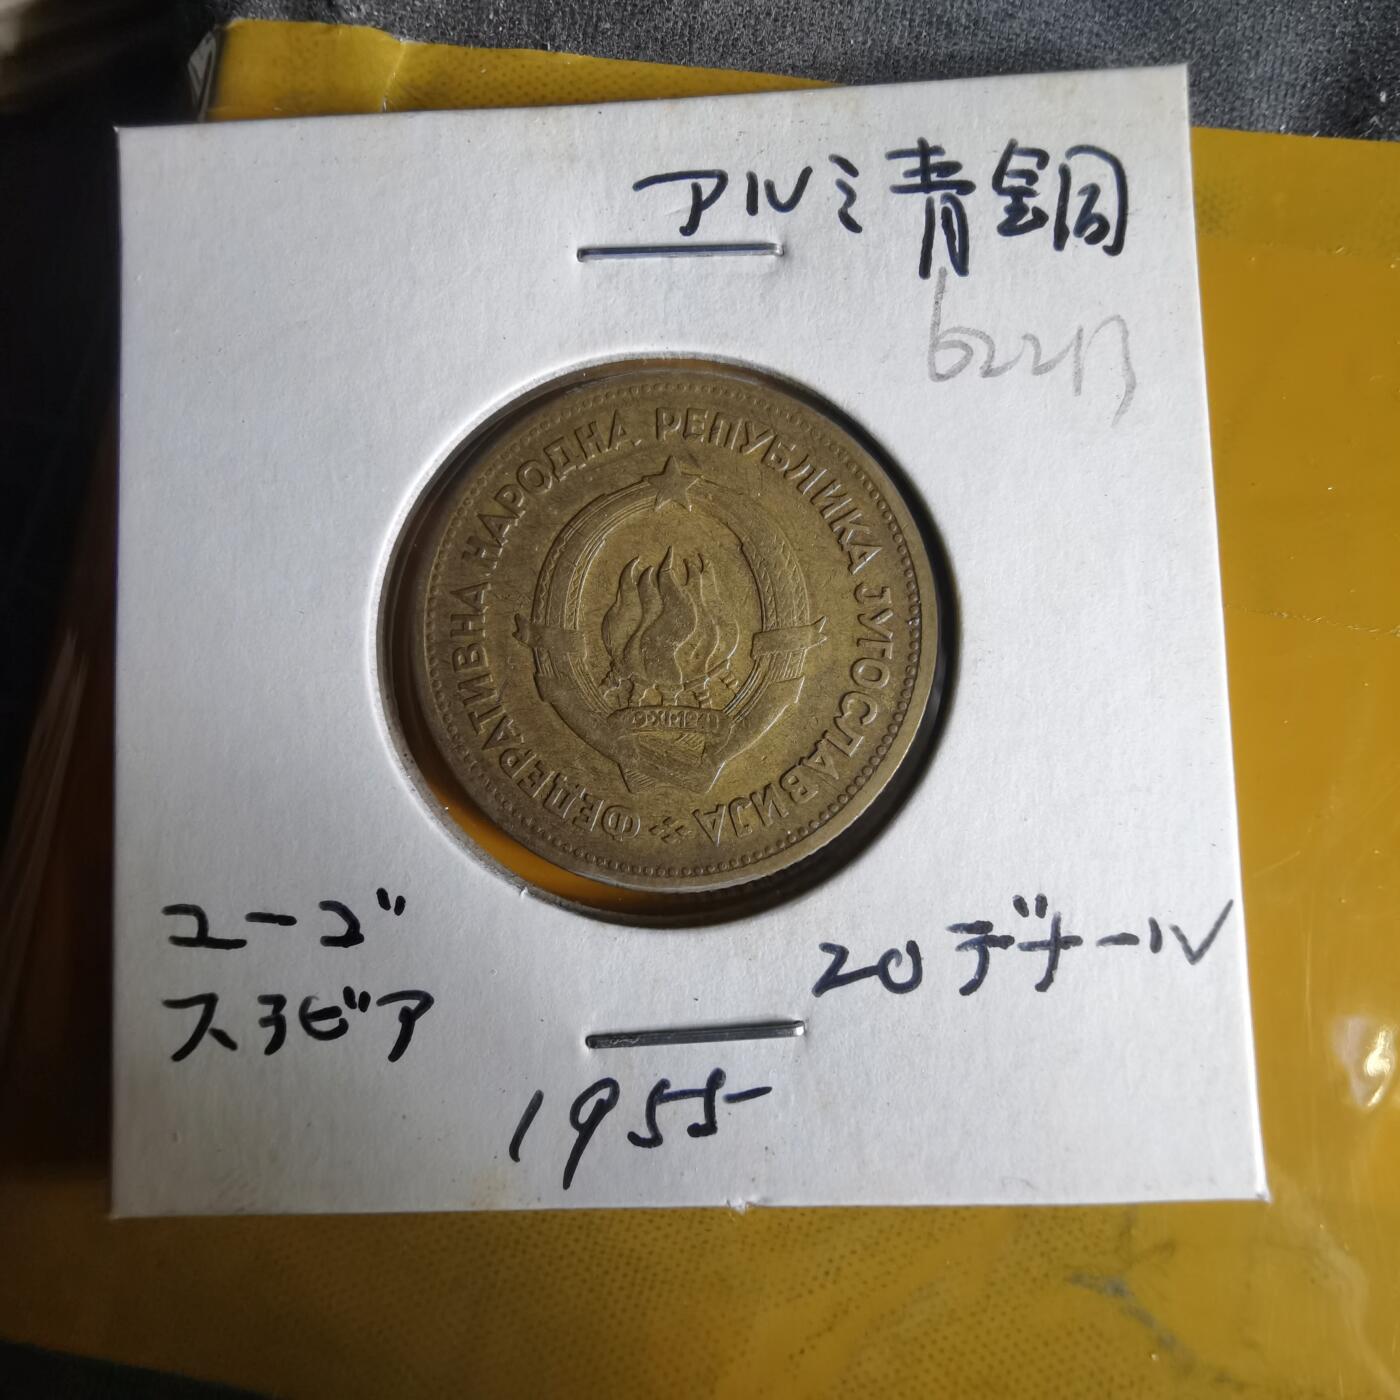 アルミ青銅
ФЕДЕРАТИВНА НАРОДНА РЕПУБЛИКА ЈУГОСЛАВИЈА
ユーゴ
スラビア
20デナール
1955